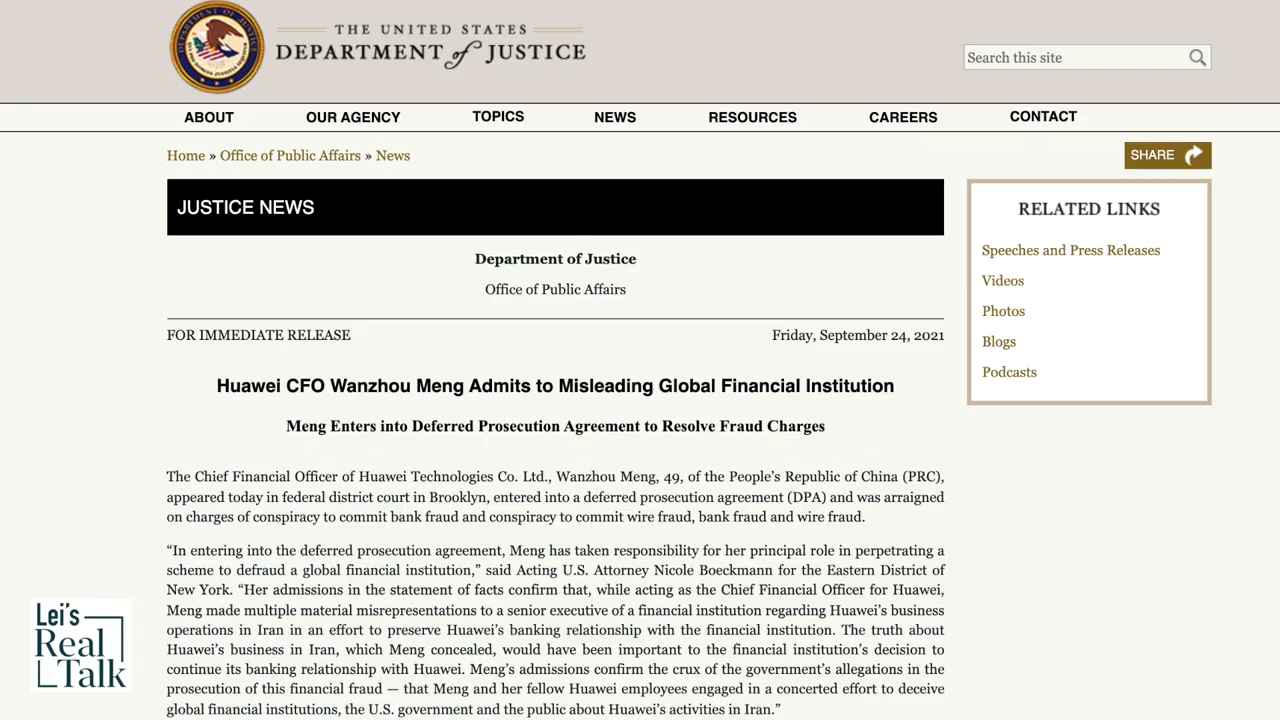 THE UNITED STATES
DEPARTMENT of JUSTICE
Search this site
ABOUT OUR AGENCY TOPICS NEWS RESOURCES CAREERS CONTACT
Home » Office of Public Affairs » News
SHARE
JUSTICE NEWS
Department of Justice
Office of Public Affairs
FOR IMMEDIATE RELEASE Friday, September 24, 2021
Huawei CFO Wanzhou Meng Admits to Misleading Global Financial Institution
Meng Enters into Deferred Prosecution Agreement to Resolve Fraud Charges
The Chief Financial Officer of Huawei Technologies Co. Ltd., Wanzhou Meng, 49, of the People’s Republic of China (PRC),
appeared today in federal district court in Brooklyn, entered into a deferred prosecution agreement (DPA) and was arraigned
on charges of conspiracy to commit bank fraud and conspiracy to commit wire fraud, bank fraud and wire fraud.
“In entering into the deferred prosecution agreement, Meng has taken responsibility for her principal role in perpetrating a
scheme to defraud a global financial institution,” said Acting U.S. Attorney Nicole Boeckmann for the Eastern District of
New York. “Her admissions in the statement of facts confirm that, while acting as the Chief Financial Officer for Huawei,
Meng made multiple material misrepresentations to a senior executive of a financial institution regarding Huawei’s business
operations in Iran in an effort to preserve Huawei’s banking relationship with the financial institution. The truth about
Huawei’s business in Iran, which Meng concealed, would have been important to the financial institution’s decision to
continue its banking relationship with Huawei. Meng’s admissions confirm the crux of the government’s allegations in the
prosecution of this financial fraud — that Meng and her fellow Huawei employees engaged in a concerted effort to deceive
global financial institutions, the U.S. government and the public about Huawei’s activities in Iran.”
RELATED LINKS
Speeches and Press Releases
Videos
Photos
Blogs
Podcasts
Lei's
Real
Talk